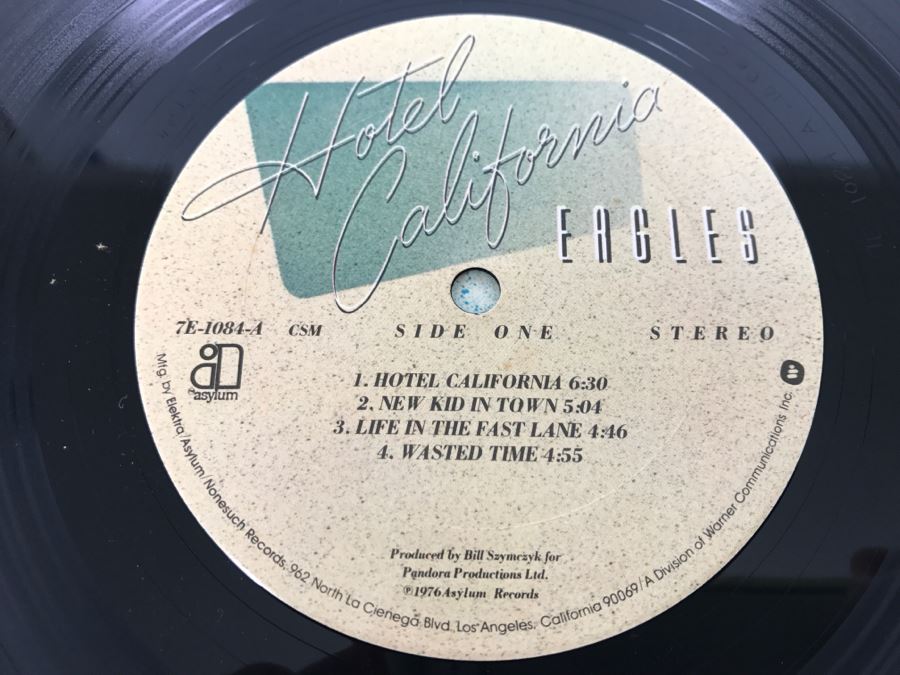 Hotel
California
EAGLES
7E-1084-A CSM SIDE ONE STEREO
asylum
1. HOTEL CALIFORNIA 6:30
2. NEW KID IN TOWN 5:04
3. LIFE IN THE FAST LANE 4:46
4. WASTED TIME 4:55
Produced by Bill Szymczyk for
Pandora Productions Ltd.
℗1976 Asylum Records
Mfg. by Elektra/Asylum/Nonesuch Records, 962 North La Cienega Blvd. Los Angeles, California 90069/A Division of Warner Communications Inc.